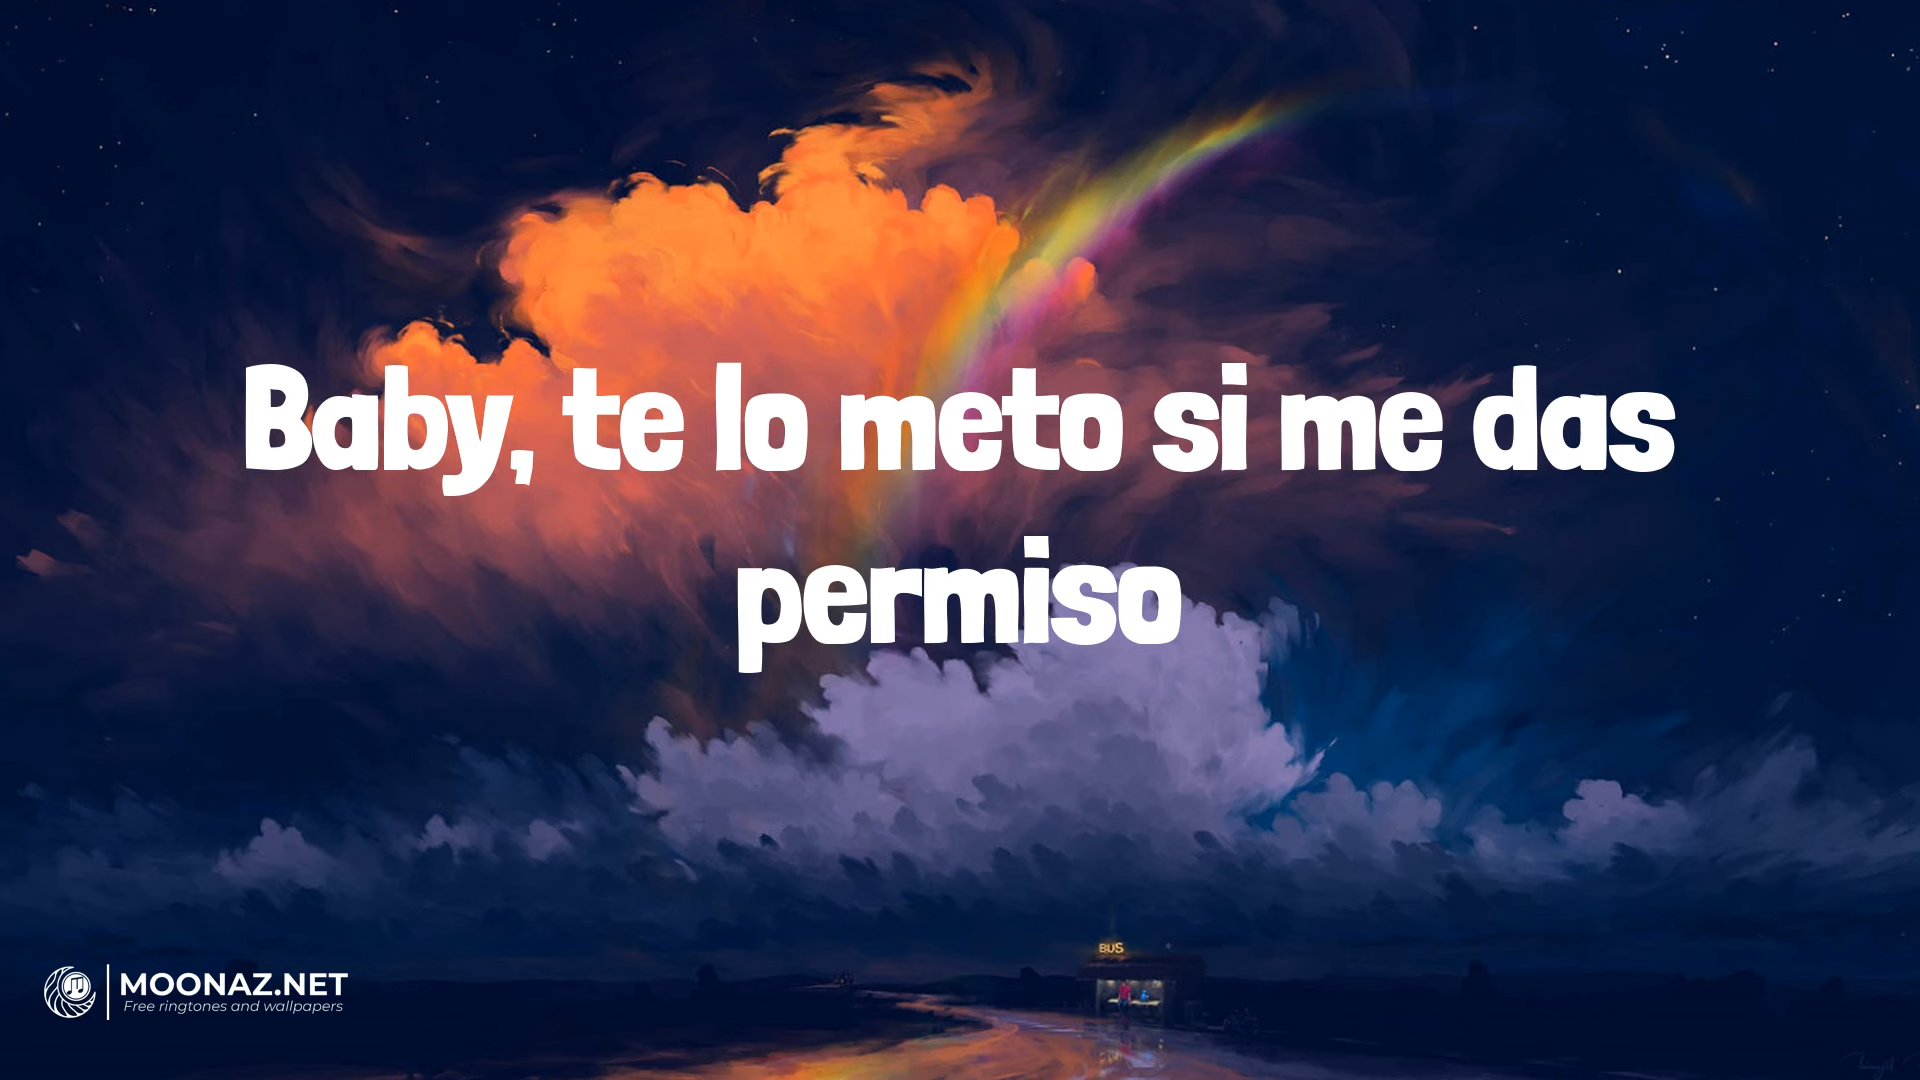 Baby, te lo meto si me das
permiso
BUS
MOONAZ.NET
Free ringtones and wallpapers